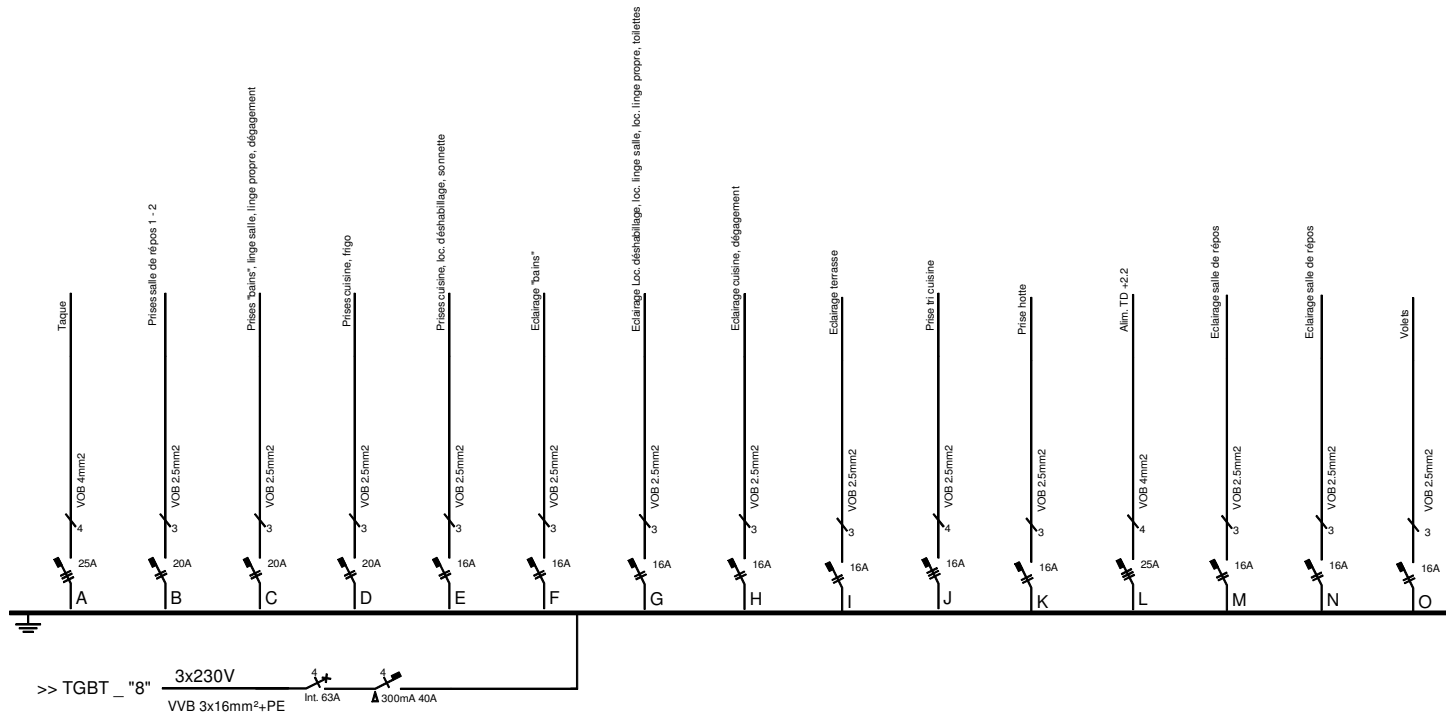 Taque
Prises salle de répos 1 - 2
Prises "bains", linge salle, linge propre, dégagement
Prises cuisine, frigo
Prises cuisine, loc. déshabillage, sonnette
Eclairage "bains"
Eclairage Loc. déshabillage, loc. linge salle, loc. linge propre, toilettes
Eclairage cuisine, dégagement
Eclairage terrasse
Prise tri cuisine
Prise hotte
Alim. TD +2.2
Eclairage salle de répos
Eclairage salle de répos
Volets
VOB 4mm2
VOB 2.5mm2
VOB 2.5mm2
VOB 2.5mm2
VOB 2.5mm2
VOB 2.5mm2
VOB 2.5mm2
VOB 2.5mm2
VOB 2.5mm2
VOB 2.5mm2
VOB 2.5mm2
VOB 4mm2
VOB 2.5mm2
VOB 2.5mm2
VOB 2.5mm2
4 3 3 3 3 3 3 3 3 4 3 4 3 3 3
25A 20A 20A 20A 16A 16A 16A 16A 16A 16A 16A 25A 16A 16A 16A
A B C D E F G H I J K L M N O
>> TGBT _ "8"
3x230V
VVB 3x16mm²+PE
4
Int. 63A
4
300mA 40A